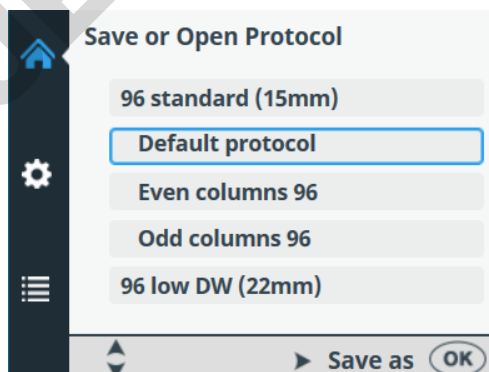 Save or Open Protocol
96 standard (15mm)
Default protocol
Even columns 96
Odd columns 96
96 low DW (22mm)
Save as OK